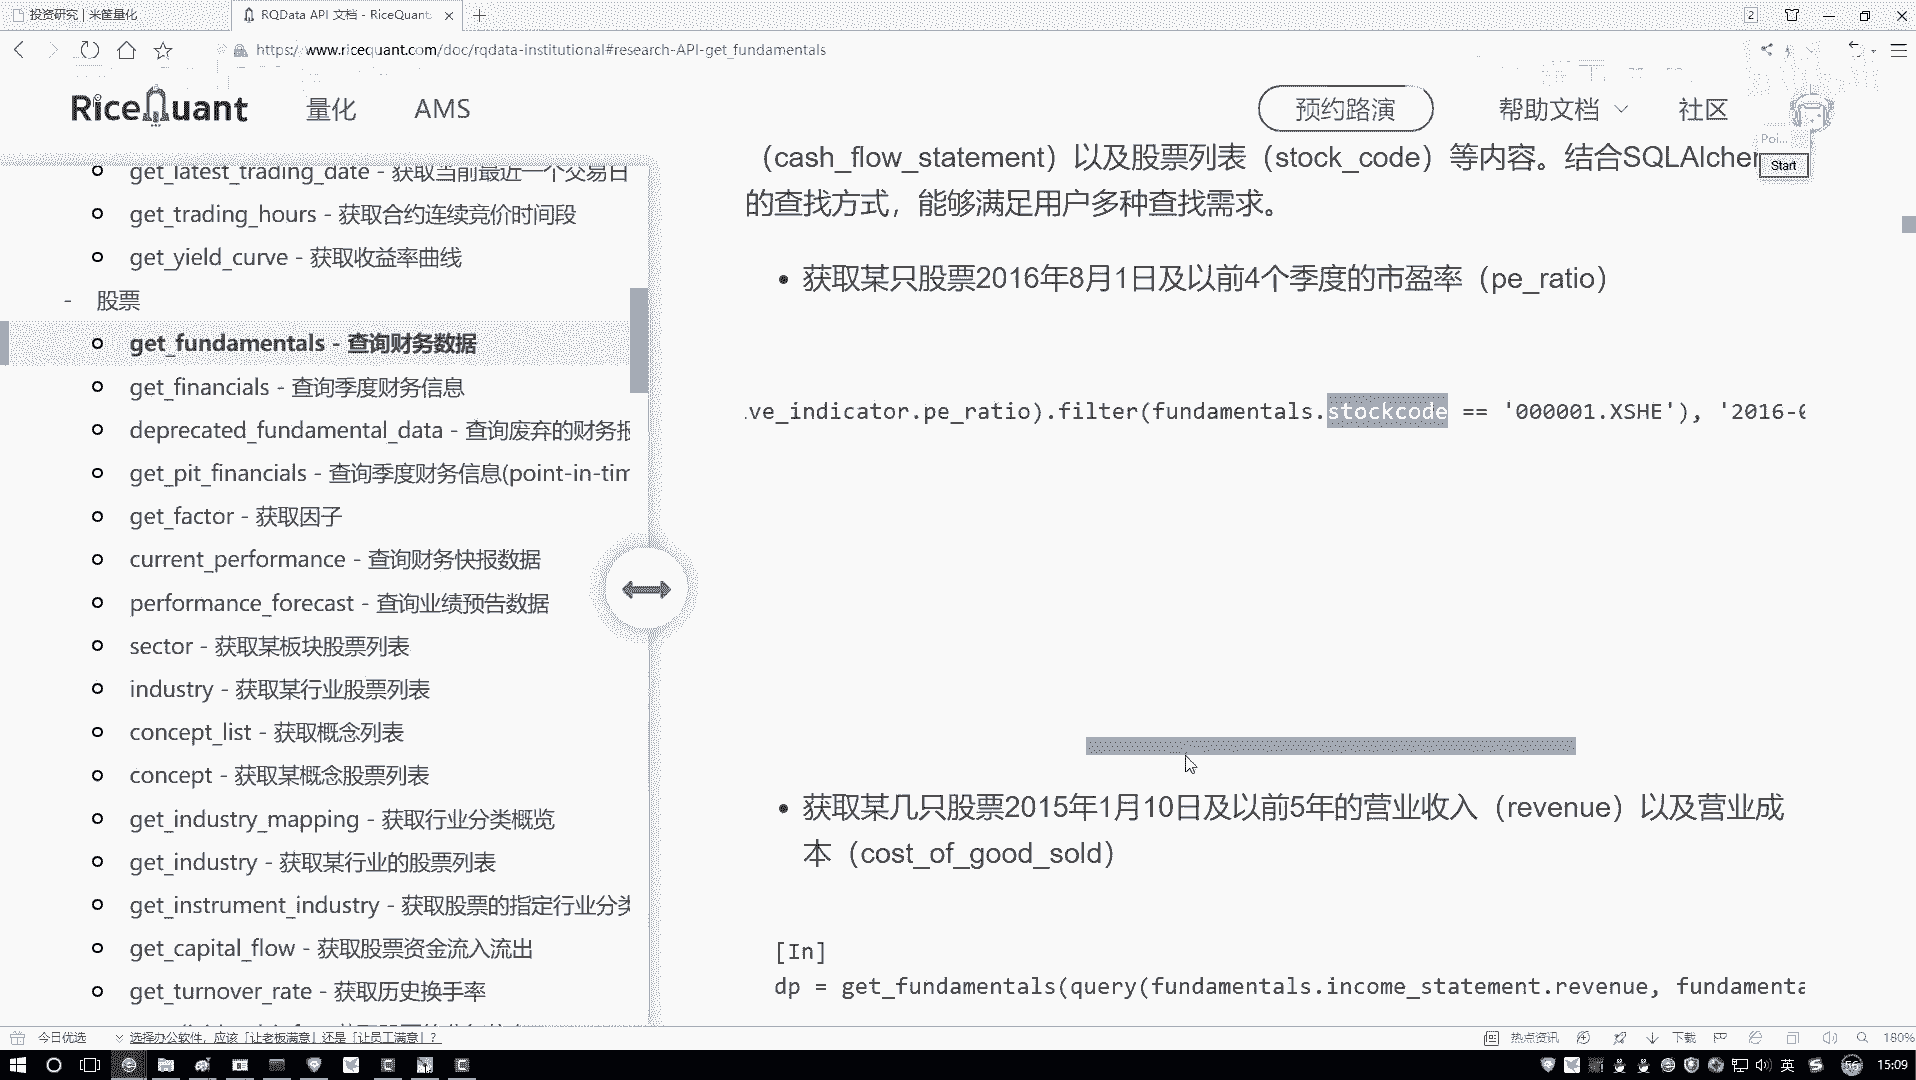 投资研究 | 米筐量化
RQData API 文档 - RiceQuant
2
https://www.ricequant.com/doc/rqdata-institutional#research-API-get_fundamentals
RiceQuant
量化
AMS
预约路演
帮助文档
社区
Poi...
Start
get_latest_trading_date - 获取当前最近一个交易日
get_trading_hours - 获取合约连续竞价时间段
get_yield_curve - 获取收益率曲线
- 股票
get_fundamentals - 查询财务数据
get_financials - 查询季度财务信息
deprecated_fundamental_data - 查询废弃的财务报
get_pit_financials - 查询季度财务信息(point-in-tim
get_factor - 获取因子
current_performance - 查询财务快报数据
performance_forecast - 查询业绩预告数据
sector - 获取某板块股票列表
industry - 获取某行业股票列表
concept_list - 获取概念列表
concept - 获取某概念股票列表
get_industry_mapping - 获取行业分类概览
get_industry - 获取某行业的股票列表
get_instrument_industry - 获取股票的指定行业分类
get_capital_flow - 获取股票资金流入流出
get_turnover_rate - 获取历史换手率
（cash_flow_statement）以及股票列表（stock_code）等内容。结合SQLAlchem
的查找方式，能够满足用户多种查找需求。
获取某只股票2016年8月1日及以前4个季度的市盈率（pe_ratio）
ve_indicator.pe_ratio).filter(fundamentals.stockcode == '000001.XSHE'), '2016-0
获取某几只股票2015年1月10日及以前5年的营业收入（revenue）以及营业成
本（cost_of_good_sold）
[In]
dp = get_fundamentals(query(fundamentals.income_statement.revenue, fundamenta
今日优选
选择办公软件，应该「让老板满意」还是「让员工满意」？
热点资讯
下载
180%
英
56
15:09